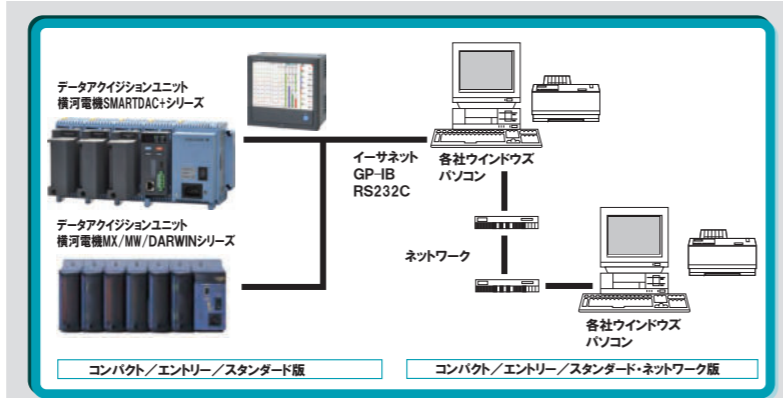 データアクイジションユニット
横河電機SMARTDAC+シリーズ
データアクイジションユニット
横河電機MX/MW/DARWINシリーズ
イーサネット
GP-IB
RS232C
各社ウインドウズ
パソコン
ネットワーク
各社ウインドウズ
パソコン
コンパクト／エントリー／スタンダード版
コンパクト／エントリー／スタンダード・ネットワーク版